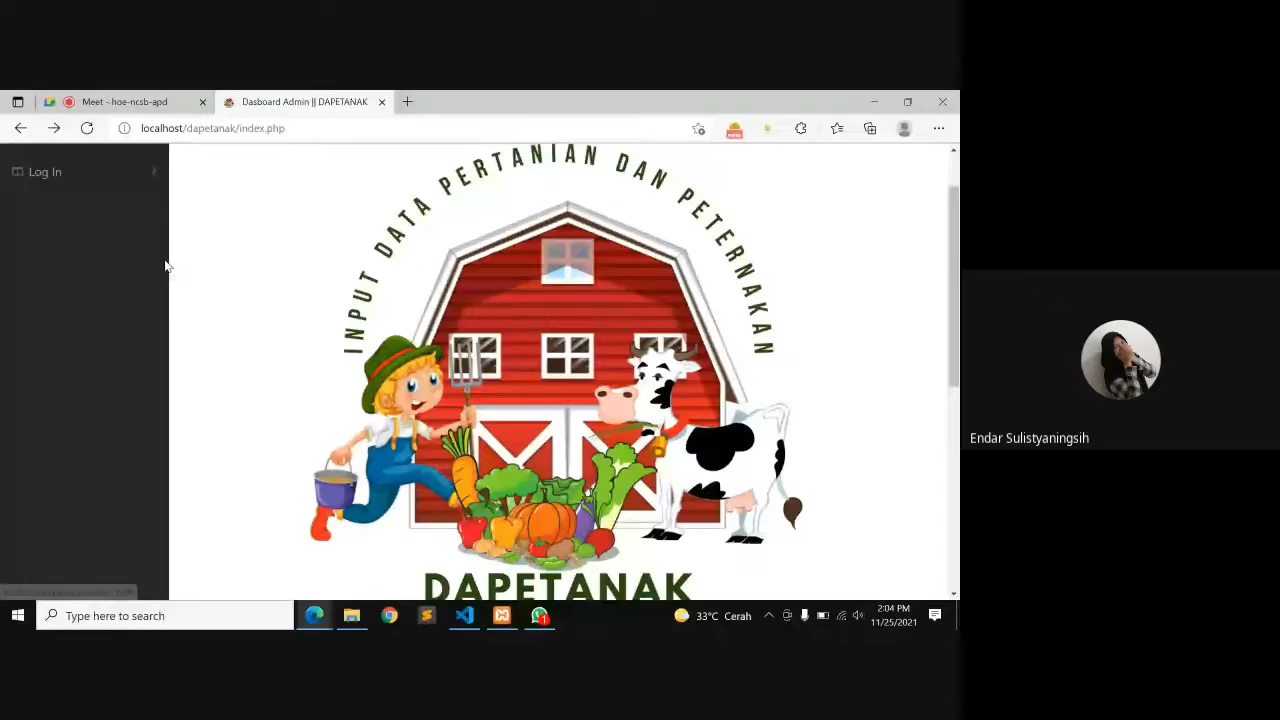 Meet - hoe-ncsb-apd
Dasboard Admin || DAPETANAK
localhost/dapetanak/index.php
Log In
INPUT DATA PERTANIAN DAN PETERNAKAN
DAPETANAK
Endar Sulistyaningsih
Type here to search
1
33°C Cerah
2:04 PM
11/25/2021